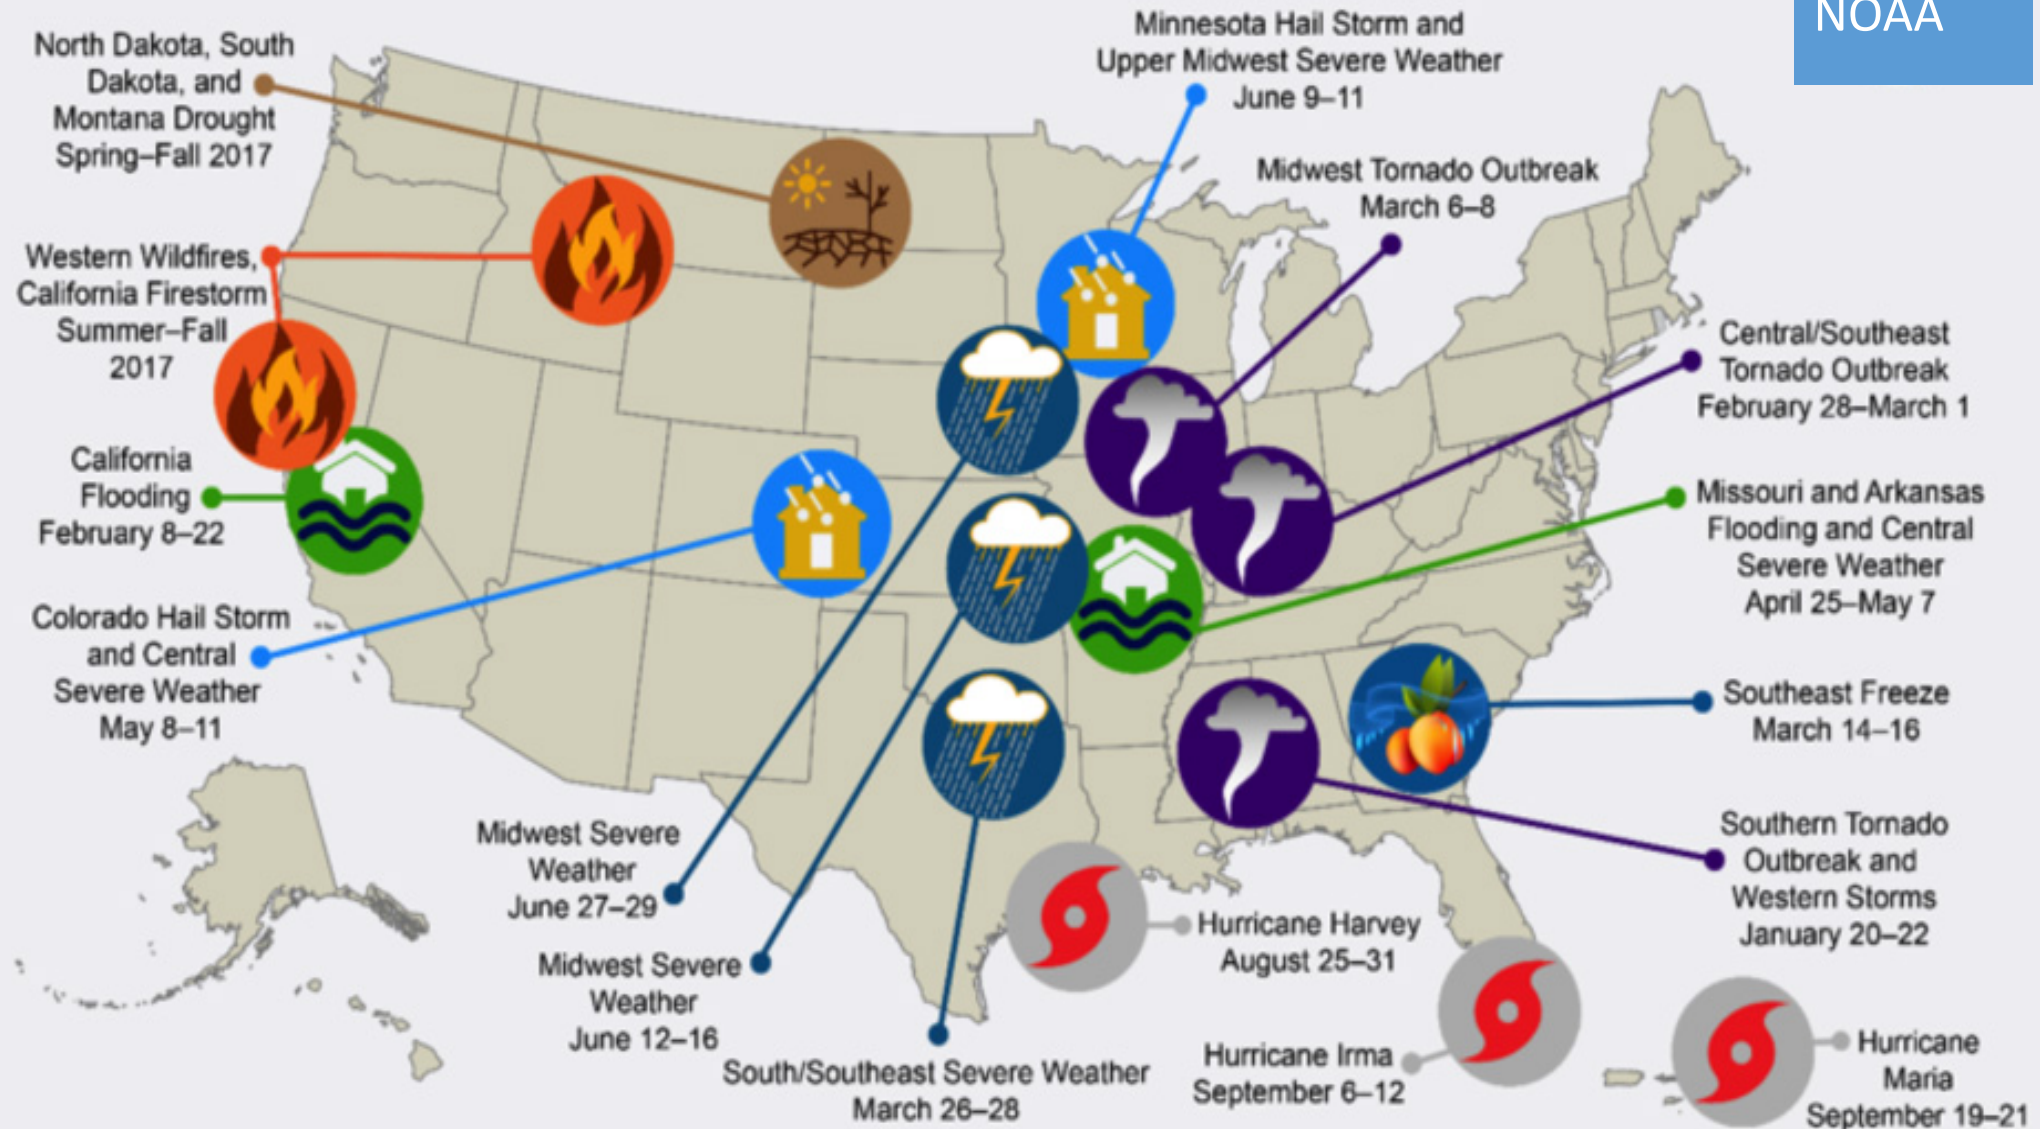 NOAA
North Dakota, South
Dakota, and
Montana Drought
Spring–Fall 2017
Minnesota Hail Storm and
Upper Midwest Severe Weather
June 9–11
Midwest Tornado Outbreak
March 6–8
Western Wildfires,
California Firestorm
Summer–Fall
2017
Central/Southeast
Tornado Outbreak
February 28–March 1
California
Flooding
February 8–22
Missouri and Arkansas
Flooding and Central
Severe Weather
April 25–May 7
Colorado Hail Storm
and Central
Severe Weather
May 8–11
Southeast Freeze
March 14–16
Midwest Severe
Weather
June 27–29
Southern Tornado
Outbreak and
Western Storms
January 20–22
Midwest Severe
Weather
June 12–16
Hurricane Harvey
August 25–31
South/Southeast Severe Weather
March 26–28
Hurricane Irma
September 6–12
Hurricane
Maria
September 19–21